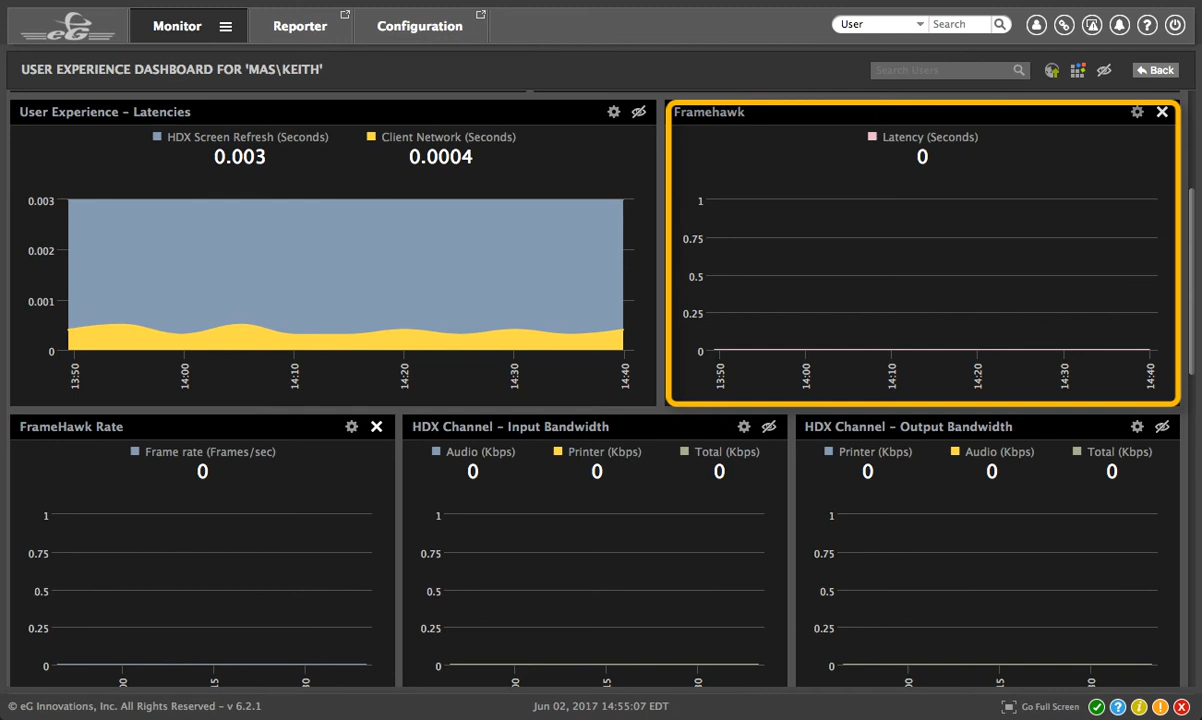 eG
Monitor
Reporter
Configuration
User
Search
USER EXPERIENCE DASHBOARD FOR 'MAS\KEITH'
Search Users
Back
User Experience – Latencies
HDX Screen Refresh (Seconds)
0.003
Client Network (Seconds)
0.0004
0.003
0.002
0.001
0
13:50
14:00
14:10
14:20
14:30
14:40
Framehawk
Latency (Seconds)
0
1
0.75
0.5
0.25
0
13:50
14:00
14:10
14:20
14:30
14:40
FrameHawk Rate
Frame rate (Frames/sec)
0
1
0.75
0.5
0.25
0
HDX Channel – Input Bandwidth
Audio (Kbps)
0
Printer (Kbps)
0
Total (Kbps)
0
1
0.75
0.5
0.25
0
HDX Channel – Output Bandwidth
Printer (Kbps)
0
Audio (Kbps)
0
Total (Kbps)
0
1
0.75
0.5
0.25
0
© eG Innovations, Inc. All Rights Reserved – v 6.2.1
Jun 02, 2017 14:55:07 EDT
Go Full Screen